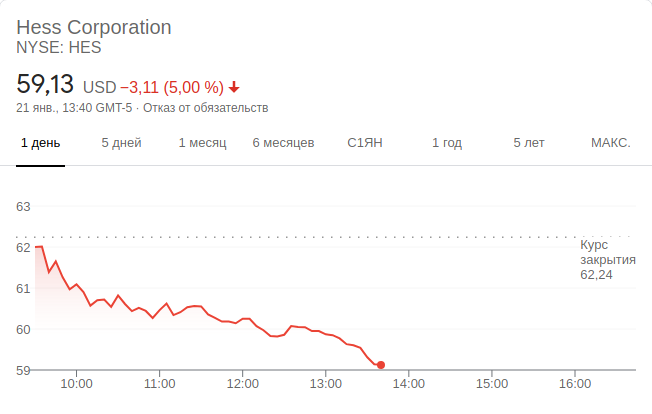 Hess Corporation
NYSE: HES
59,13 USD −3,11 (5,00 %)
21 янв., 13:40 GMT-5 · Отказ от обязательств
1 день 5 дней 1 месяц 6 месяцев С1ЯН 1 год 5 лет МАКС.
63
62
61
60
59
Курс
закрытия
62,24
10:00 11:00 12:00 13:00 14:00 15:00 16:00